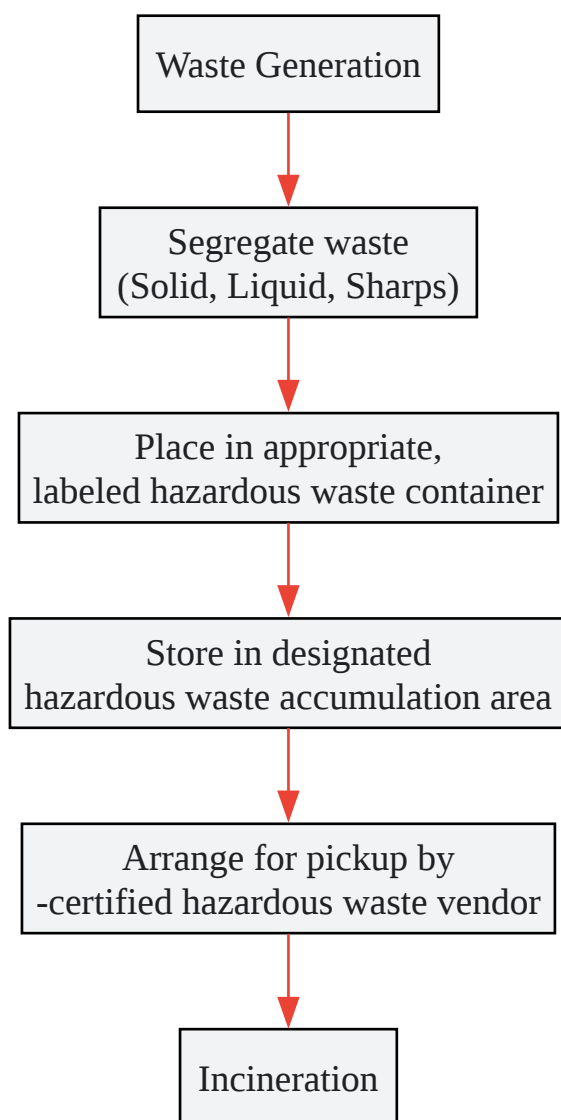 Waste Generation
Segregate waste
(Solid, Liquid, Sharps)
Place in appropriate,
labeled hazardous waste container
Store in designated
hazardous waste accumulation area
Arrange for pickup by
-certified hazardous waste vendor
Incineration